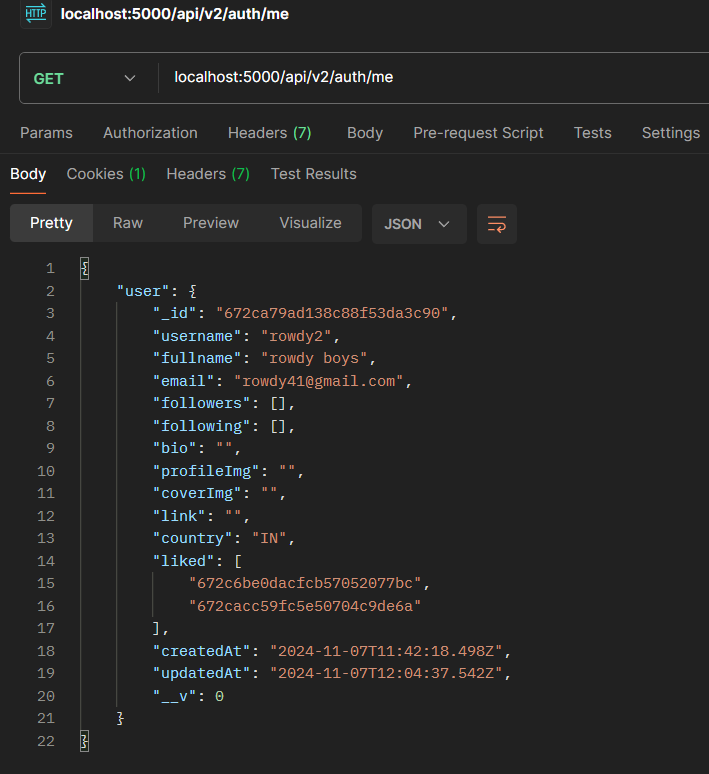 HTTP localhost:5000/api/v2/auth/me
GET localhost:5000/api/v2/auth/me
Params Authorization Headers (7) Body Pre-request Script Tests Settings
Body Cookies (1) Headers (7) Test Results
Pretty Raw Preview Visualize JSON
1 {
2 "user": {
3 "_id": "672ca79ad138c88f53da3c90",
4 "username": "rowdy2",
5 "fullname": "rowdy boys",
6 "email": "rowdy41@gmail.com",
7 "followers": [],
8 "following": [],
9 "bio": "",
10 "profileImg": "",
11 "coverImg": "",
12 "link": "",
13 "country": "IN",
14 "liked": [
15 "672c6be0dacfcb57052077bc",
16 "672cacc59fc5e50704c9de6a"
17 ],
18 "createdAt": "2024-11-07T11:42:18.498Z",
19 "updatedAt": "2024-11-07T12:04:37.542Z",
20 "__v": 0
21 }
22 }